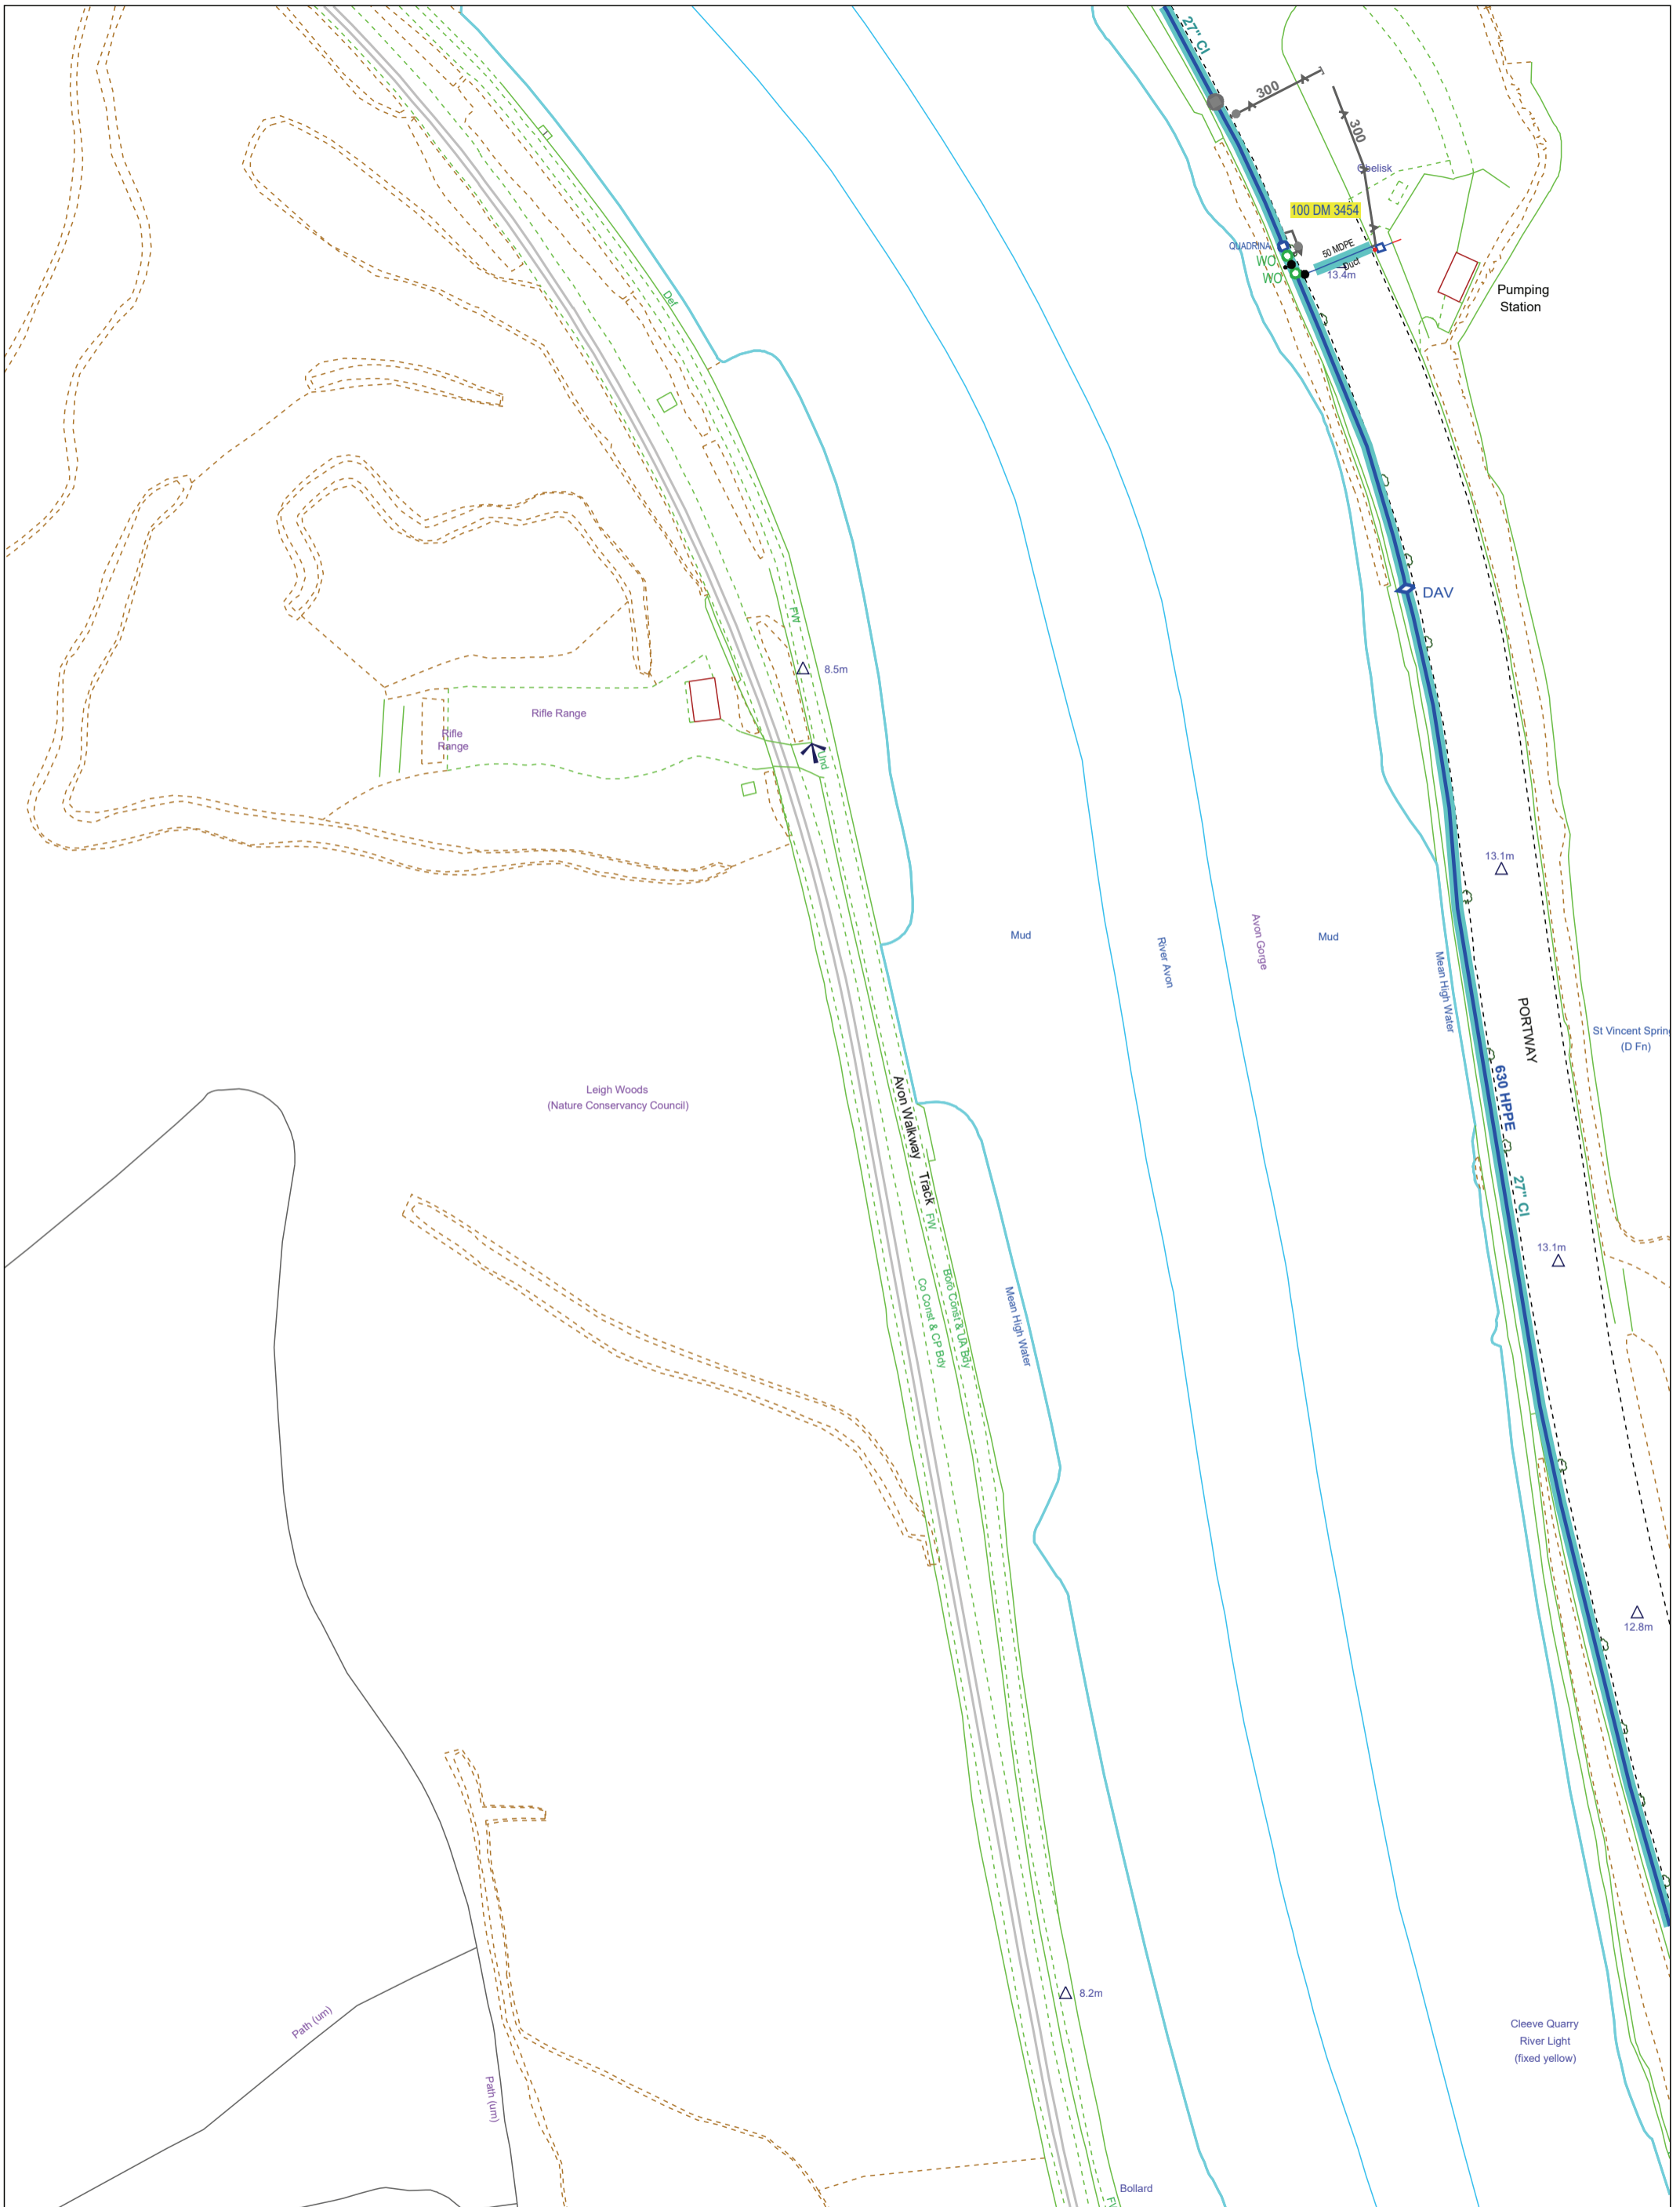 27" CI
300
300
Obelisk
100 DM 3454
QUADRINA
WO
WO
50 MDPE
Duct
13.4m
Pumping
Station
Def
DAV
FW
8.5m
Rifle Range
Rifle
Range
Und
13.1m
Mud
River Avon
Avon Gorge
Mud
Mean High Water
PORTWAY
St Vincent Spring
(D Fn)
630 HPPE
Leigh Woods
(Nature Conservancy Council)
Avon Walkway
Track
FW
27" CI
13.1m
Boro Const & UA Bdy
Co Const & CP Bdy
Mean High Water
12.8m
8.2m
Cleeve Quarry
River Light
(fixed yellow)
Path (um)
Path (um)
Bollard
FW